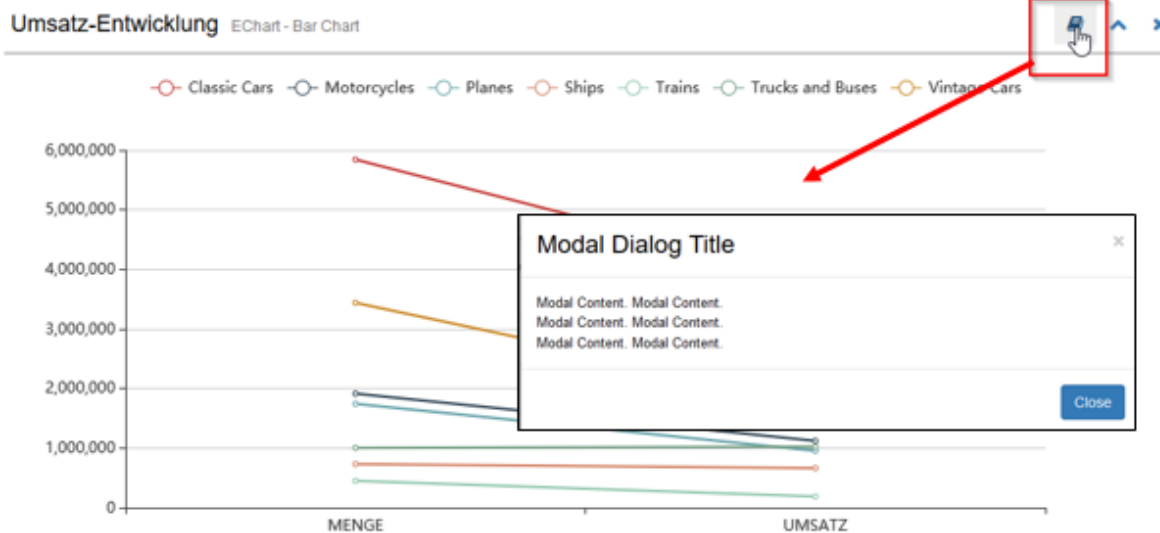 Umsatz-Entwicklung EChart - Bar Chart
Classic Cars Motorcycles Planes Ships Trains Trucks and Buses Vintage Cars
6,000,000
5,000,000
4,000,000
3,000,000
2,000,000
1,000,000
0
MENGE UMSATZ
Modal Dialog Title ×
Modal Content. Modal Content.
Modal Content. Modal Content.
Modal Content. Modal Content.
Close